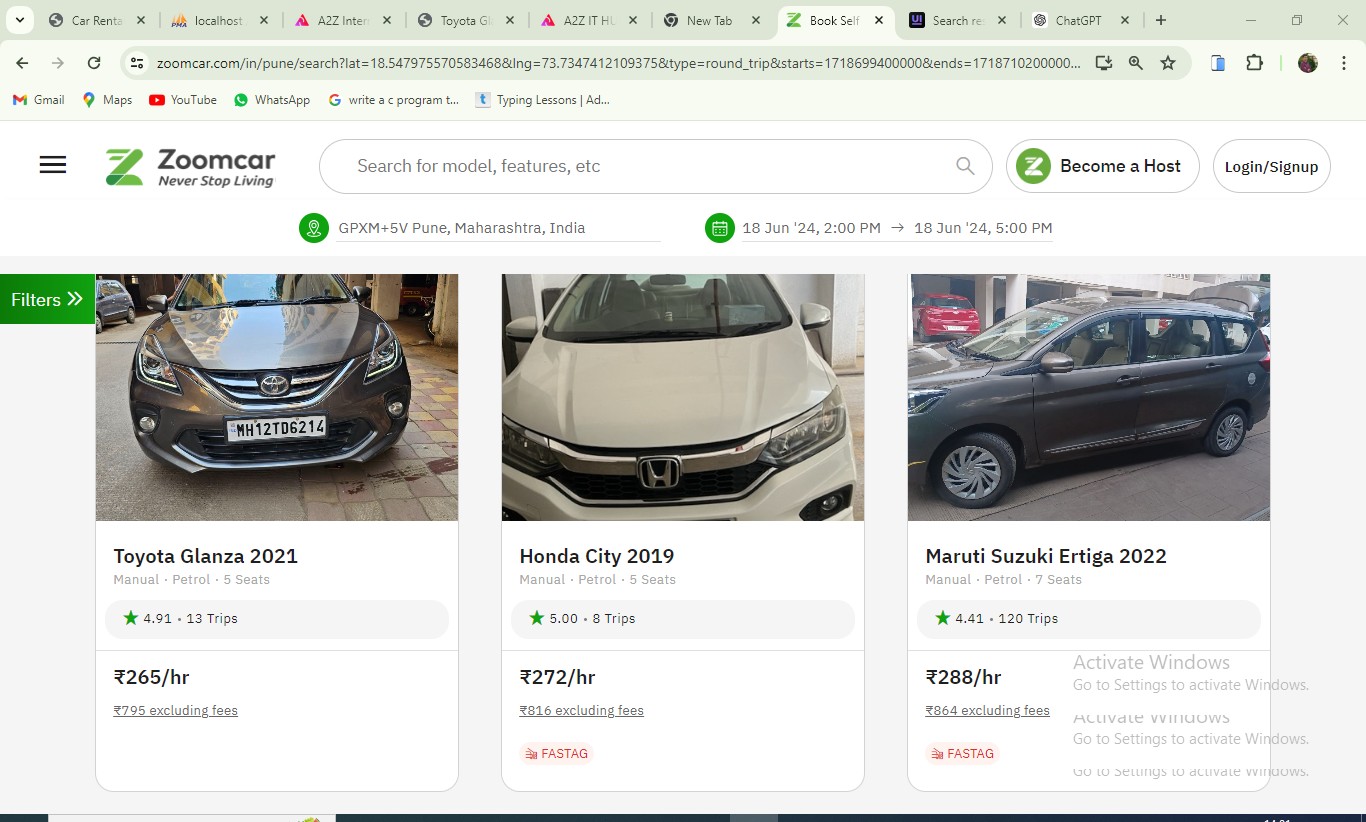 Car Renta
localhost
A2Z Inter
Toyota Gl
A2Z IT HU
New Tab
Book Self
UI
Search res
ChatGPT
zoomcar.com/in/pune/search?lat=18.547975570583468&lng=73.7347412109375&type=round_trip&starts=1718699400000&ends=1718710200000...
Gmail
Maps
YouTube
WhatsApp
write a c program t...
Typing Lessons | Ad...
Zoomcar
Never Stop Living
Search for model, features, etc
Become a Host
Login/Signup
GPXM+5V Pune, Maharashtra, India
18 Jun '24, 2:00 PM → 18 Jun '24, 5:00 PM
Filters
MH12TD6214
Toyota Glanza 2021
Manual · Petrol · 5 Seats
★ 4.91 • 13 Trips
₹265/hr
₹795 excluding fees
Honda City 2019
Manual · Petrol · 5 Seats
★ 5.00 • 8 Trips
₹272/hr
₹816 excluding fees
FASTAG
Maruti Suzuki Ertiga 2022
Manual · Petrol · 7 Seats
★ 4.41 • 120 Trips
₹288/hr
₹864 excluding fees
FASTAG
Activate Windows
Go to Settings to activate Windows.
Activate Windows
Go to Settings to activate Windows.
Go to Settings to activate Windows.